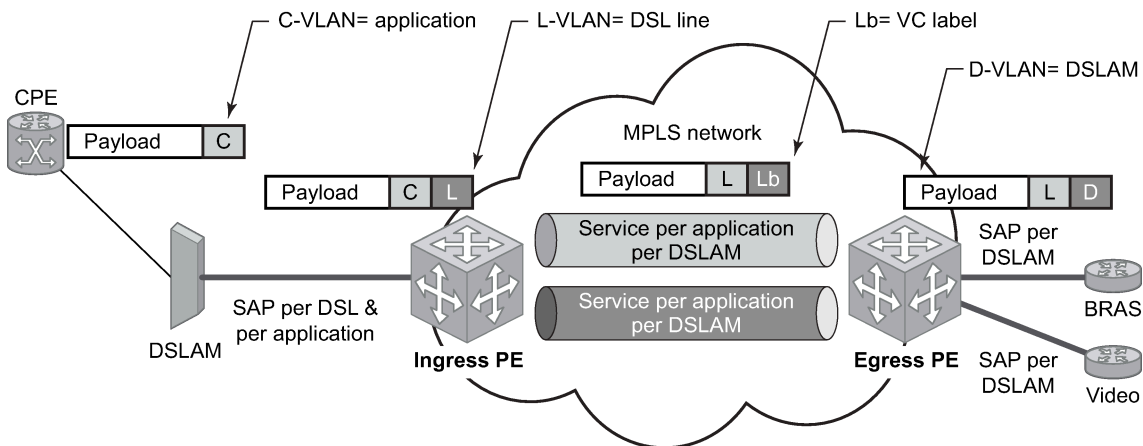 C-VLAN= application
L-VLAN= DSL line
Lb= VC label
D-VLAN= DSLAM
CPE
Payload C
MPLS network
Payload C L
Payload L Lb
Payload L D
Service per application
per DSLAM
SAP per
DSLAM
BRAS
SAP per DSL &
per application
DSLAM
Service per application
per DSLAM
Ingress PE
Egress PE
SAP per
DSLAM
Video